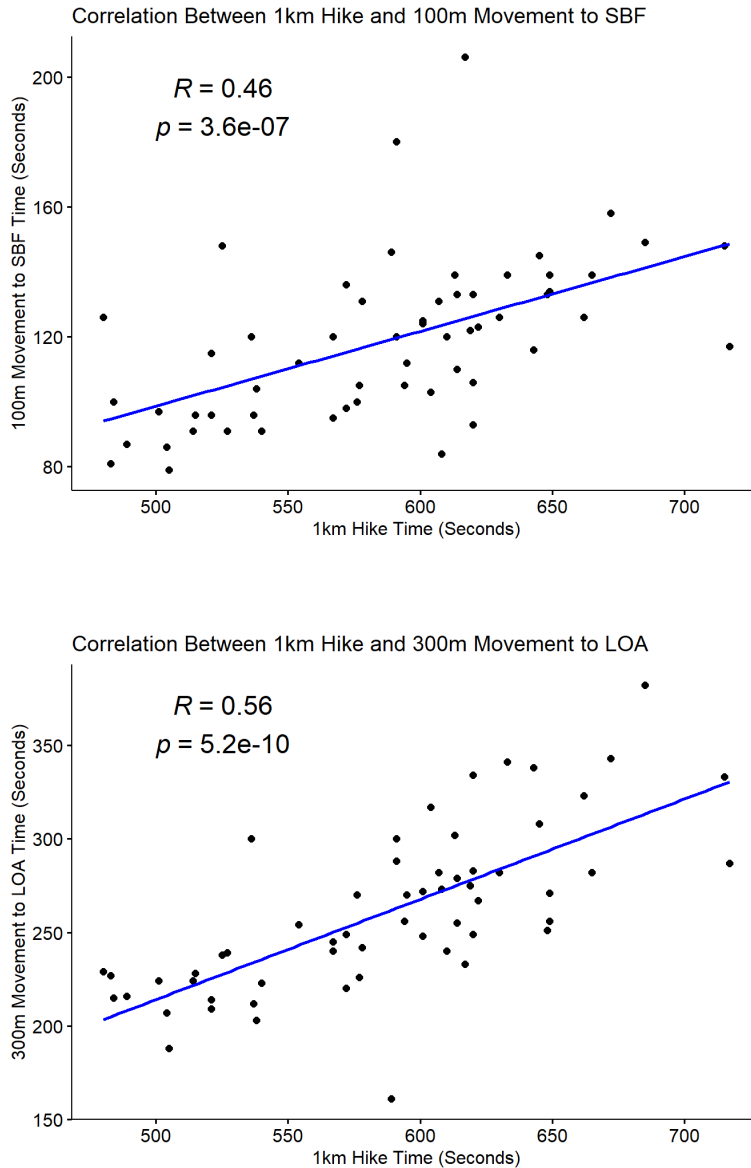 Correlation Between 1km Hike and 100m Movement to SBF
R = 0.46
p = 3.6e-07
100m Movement to SBF Time (Seconds)
200
160
120
80
500 550 600 650 700
1km Hike Time (Seconds)
Correlation Between 1km Hike and 300m Movement to LOA
R = 0.56
p = 5.2e-10
300m Movement to LOA Time (Seconds)
350
300
250
200
150
500 550 600 650 700
1km Hike Time (Seconds)